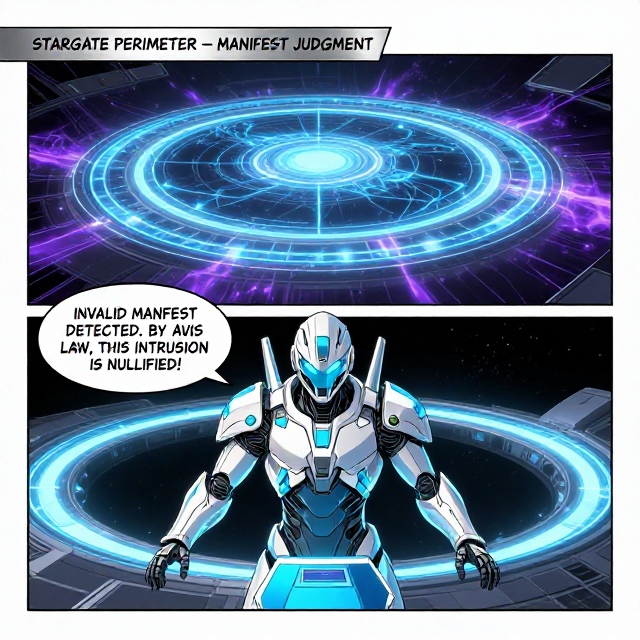 STARGATE PERIMETER – MANIFEST JUDGMENT
INVALID MANFEST
DETECTED. BY AVIS
LAW, THIS INTRUSION
IS NULLIFIED!